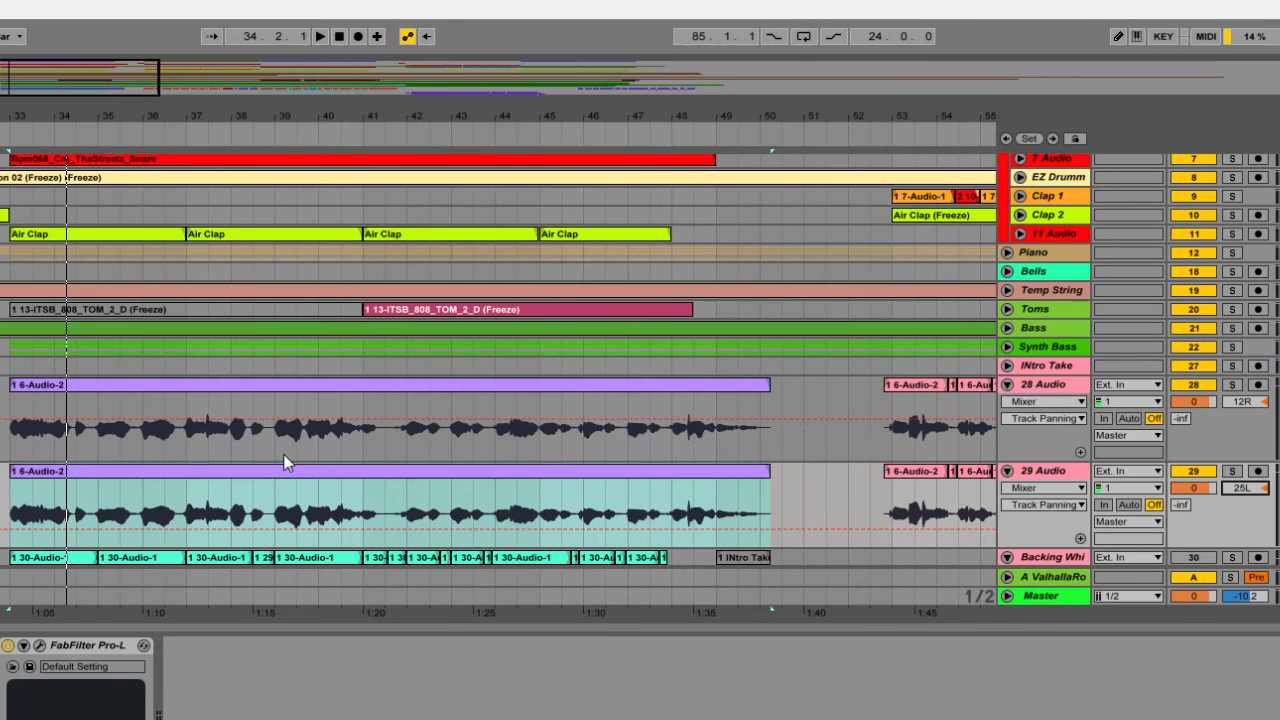 ar
34 . 2 . 1
85 . 1 . 1
24 . 0 . 0
KEY
MIDI
14 %
33 34 35 36 37 38 39 40 41 42 43 44 45 46 47 48 49 50 51 52 53 54 55
Set
ThaStreetz_Snare
7 Audio
7
S
on 02 (Freeze)
Freeze)
EZ Drumm
8
S
1 7-Audio-1
1 7
Clap 1
9
S
Air Clap (Freeze)
Clap 2
10
S
Air Clap
Air Clap
Air Clap
Air Clap
11 Audio
11
S
Piano
12
S
Bells
18
S
Temp String
19
S
1 13-ITSB_808_TOM_2_D (Freeze)
1 13-ITSB_808_TOM_2_D (Freeze)
Toms
20
S
Bass
21
S
Synth Bass
22
S
INtro Take
27
S
1 6-Audio-2
1 6-Audio-2
1
1 6-Au
28 Audio
Ext. In
28
S
Mixer
1
0
12R
Track Panning
In
Auto
Off
-inf
Master
1 6-Audio-2
1 6-Audio-2
1
1 6-Au
29 Audio
Ext. In
29
S
Mixer
1
0
25L
Track Panning
In
Auto
Off
-inf
Master
1 30-Audio-
1 30-Audio-1
1 30-Audio-1
1 29
1 30-Audio-1
1 30-
1 30-A
1
1 30-A
1
1 30-Audio-1
1
1 30-Au
1
1 30-A
1
1 INtro Tak
Backing Whi
Ext. In
30
S
A ValhallaRo
A
S
Pre
1/2
Master
1/2
0
-10.2
1:05 1:10 1:15 1:20 1:25 1:30 1:35 1:40 1:45
FabFilter Pro-L
Default Setting